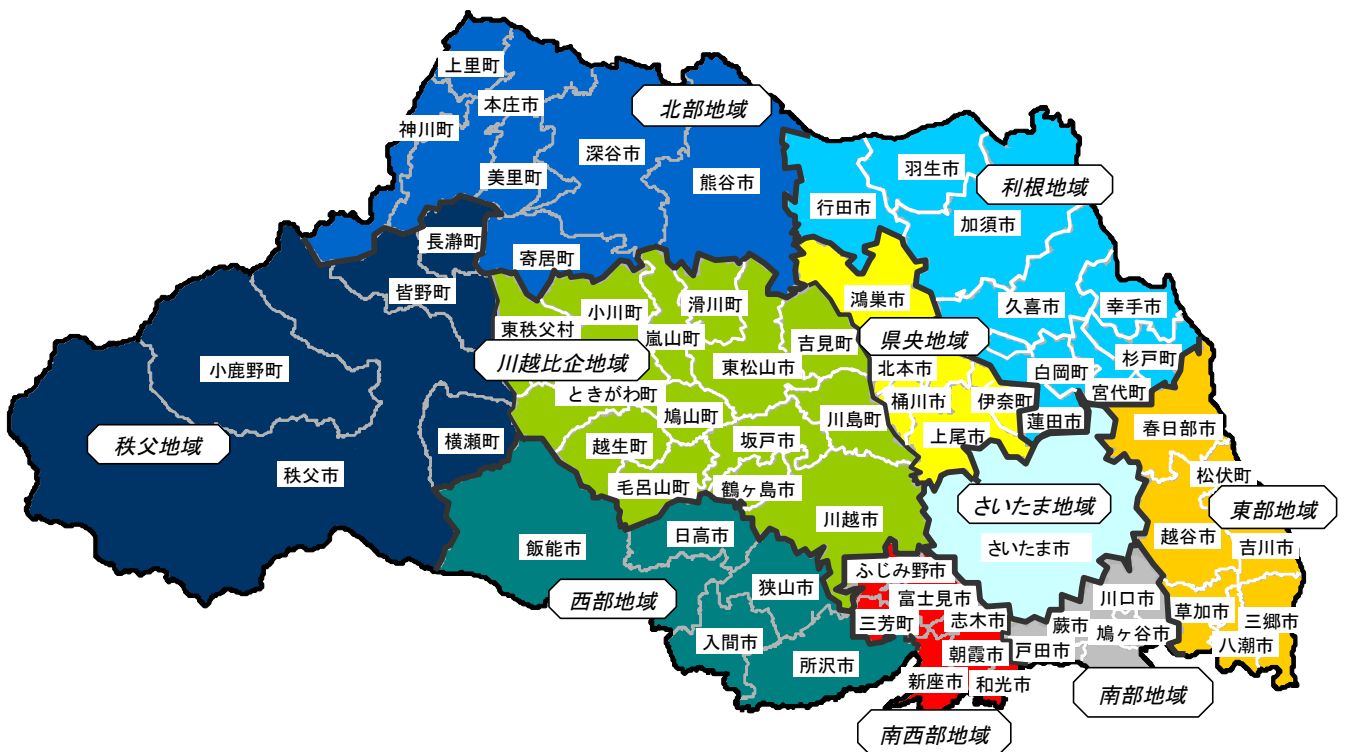 上里町
本庄市
北部地域
神川町
深谷市
美里町
熊谷市
羽生市
利根地域
行田市
加須市
長瀞町
寄居町
皆野町
鴻巣市
久喜市
幸手市
小川町
滑川町
東秩父村
嵐山町
吉見町
県央地域
川越比企地域
東松山市
北本市
白岡町
杉戸町
小鹿野町
ときがわ町
桶川市
伊奈町
宮代町
鳩山町
川島町
蓮田市
秩父地域
横瀬町
越生町
坂戸市
上尾市
春日部市
秩父市
毛呂山町
鶴ヶ島市
松伏町
さいたま地域
東部地域
川越市
飯能市
日高市
さいたま市
越谷市
吉川市
ふじみ野市
西部地域
狭山市
富士見市
川口市
三芳町
志木市
草加市
三郷市
入間市
蕨市
鳩ヶ谷市
所沢市
朝霞市
戸田市
八潮市
新座市
和光市
南部地域
南西部地域